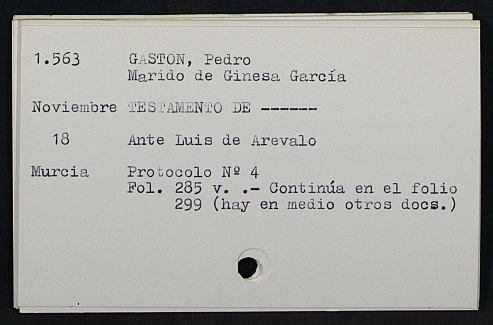 1.563 GASTON, Pedro
Marido de Ginesa García
Noviembre TESTAMENTO DE ------
18 Ante Luis de Arevalo
Murcia Protocolo Nº 4
Fol. 285 v. .- Continúa en el folio
299 (hay en medio otros docs.)